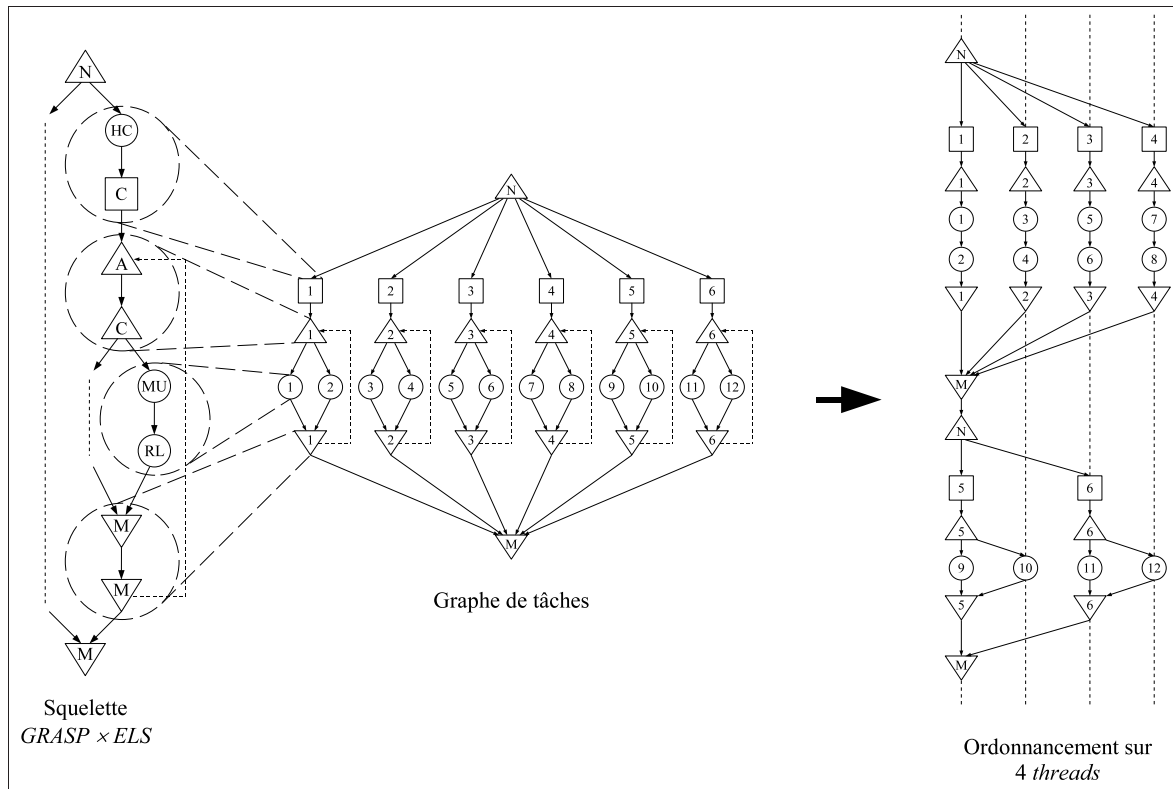 N
HC
C
A
C
MU
RL
M
M
M
Squelette
GRASP × ELS
N
1 2 3 4 5 6
1 2 3 4 5 6
1 2 3 4 5 6 7 8 9 10 11 12
1 2 3 4 5 6
M
Graphe de tâches
N
1 2 3 4
1 2 3 4
1 3 5 7
2 4 6 8
1 2 3 4
M
N
5 6
5 6
9 10 11 12
5 6
M
Ordonnancement sur
4 threads